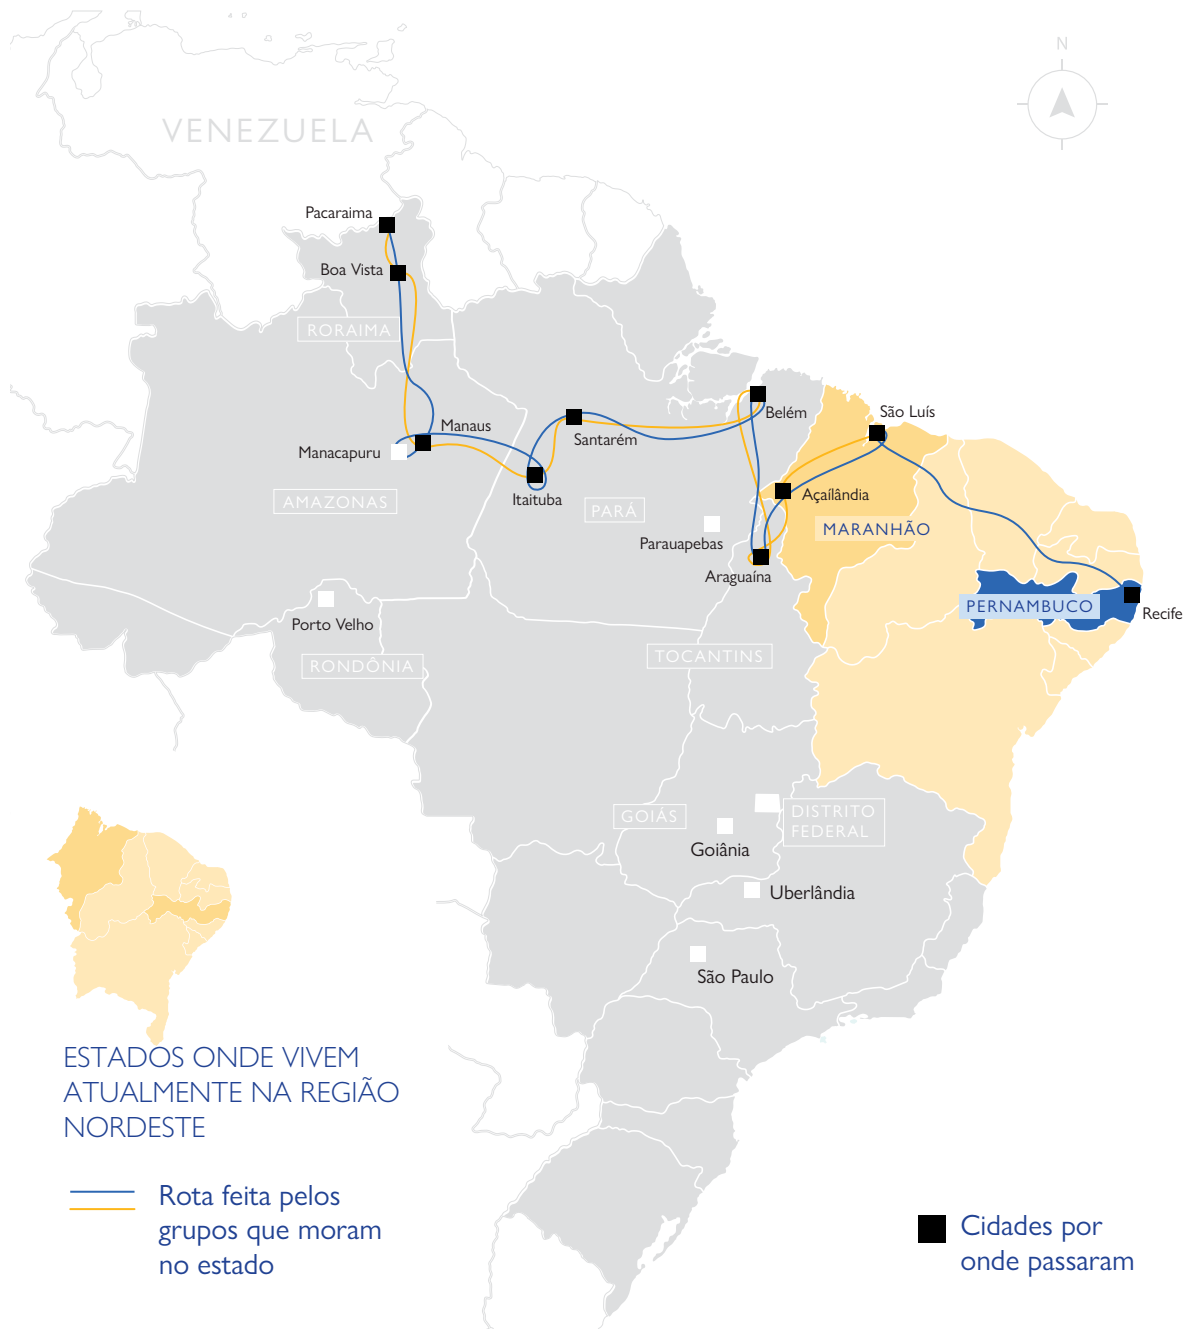 N
VENEZUELA
Pacaraima
Boa Vista
RORAIMA
Belém
São Luís
Manaus
Santarém
Manacapuru
Itaituba
AMAZONAS
PARÁ
Açaílândia
MARANHÃO
Parauapebas
Araguaína
PERNAMBUCO
Recife
Porto Velho
RONDÔNIA
TOCANTINS
GOIÁS
DISTRITO
FEDERAL
Goiânia
Uberlândia
São Paulo
ESTADOS ONDE VIVEM
ATUALMENTE NA REGIÃO
NORDESTE
Rota feita pelos
grupos que moram
no estado
Cidades por
onde passaram